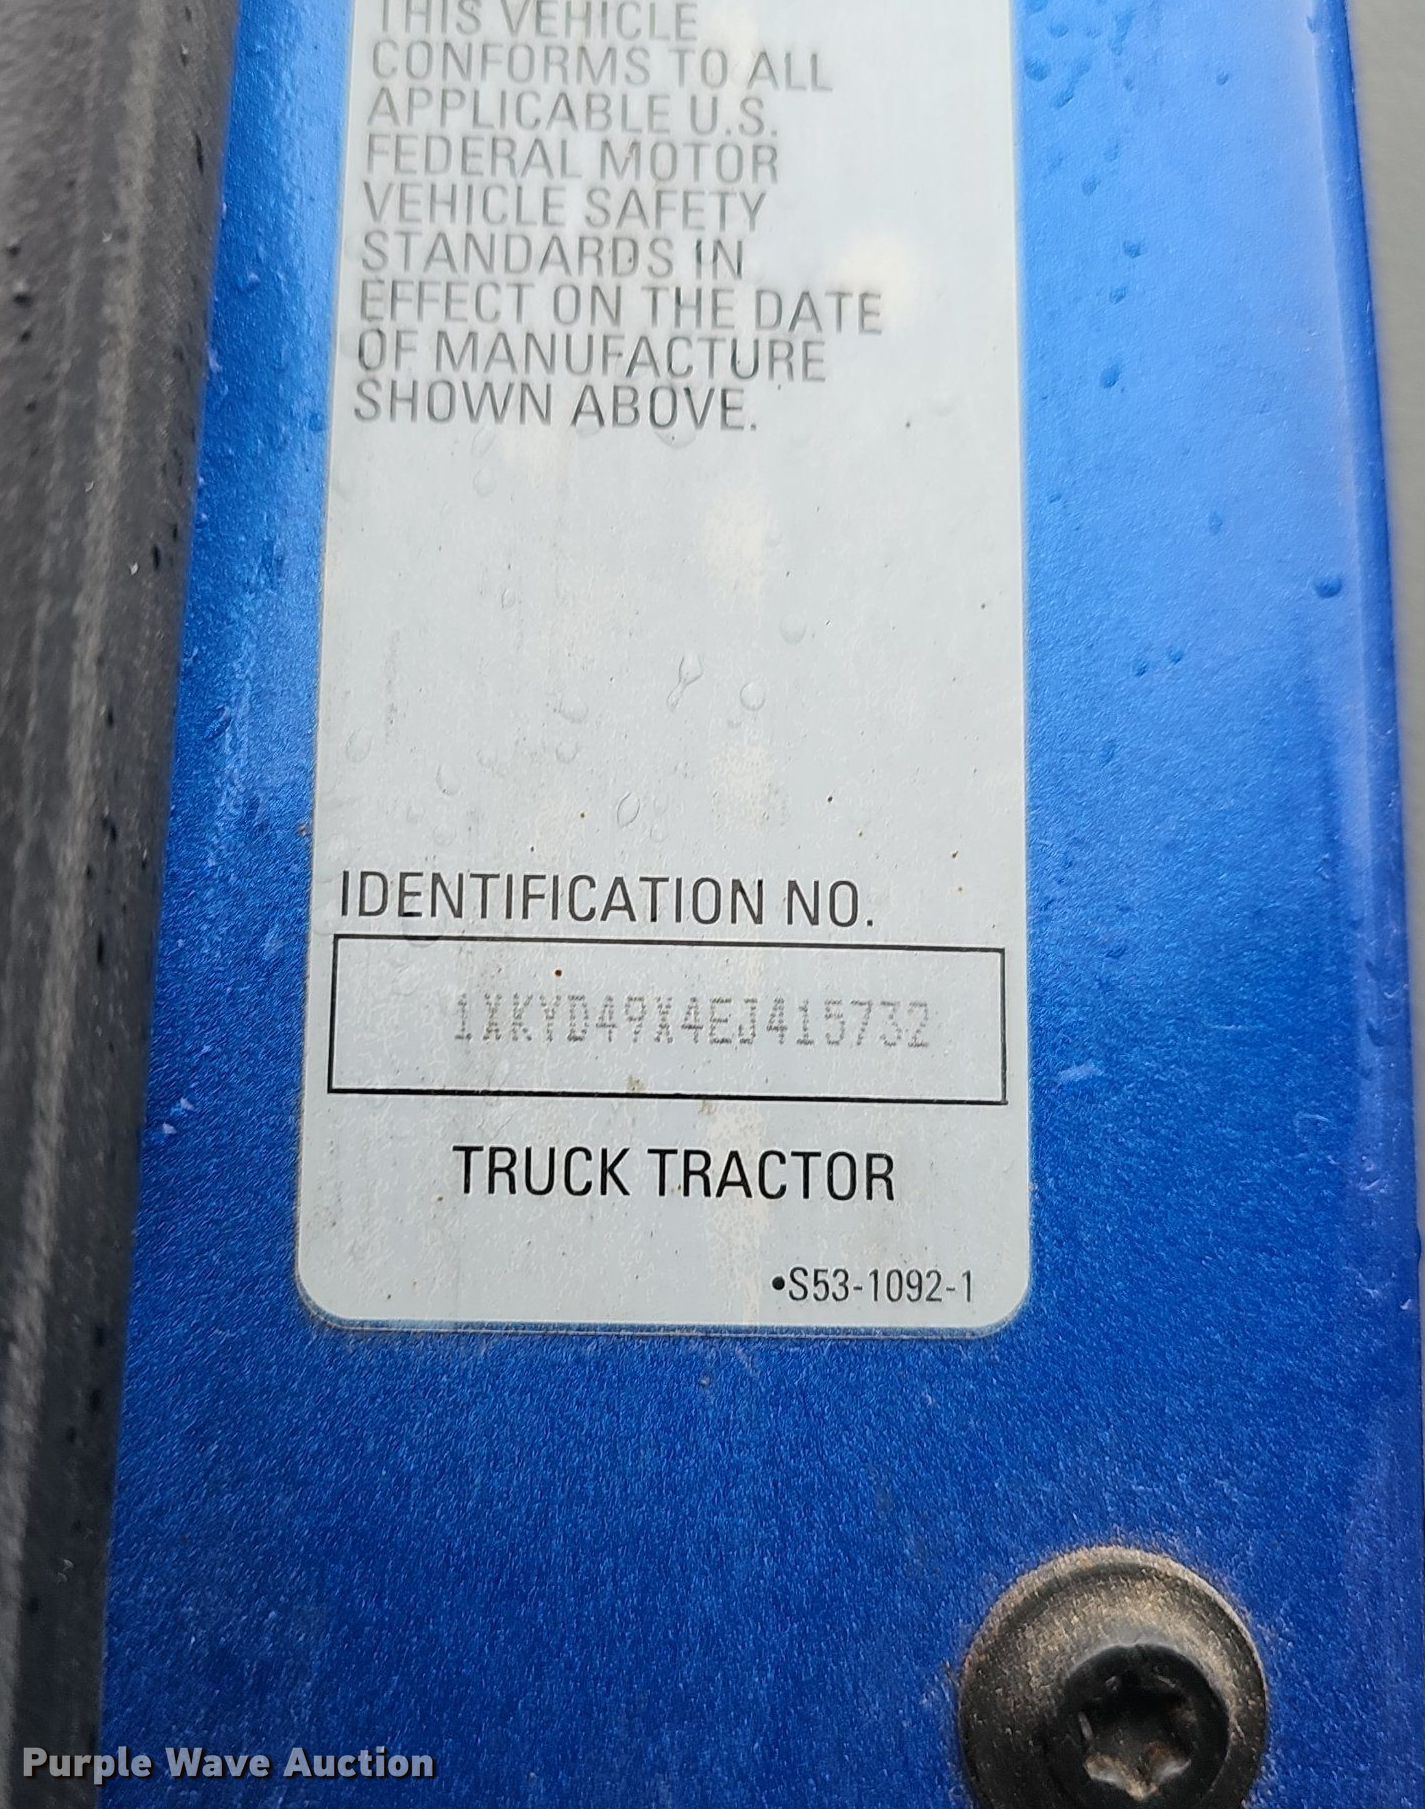 THIS VEHICLE
CONFORMS TO ALL
APPLICABLE U.S.
FEDERAL MOTOR
VEHICLE SAFETY
STANDARDS IN
EFFECT ON THE DATE
OF MANUFACTURE
SHOWN ABOVE.
IDENTIFICATION NO.
1XKYD49X4EJ415732
TRUCK TRACTOR
•S53-1092-1
Purple Wave Auction